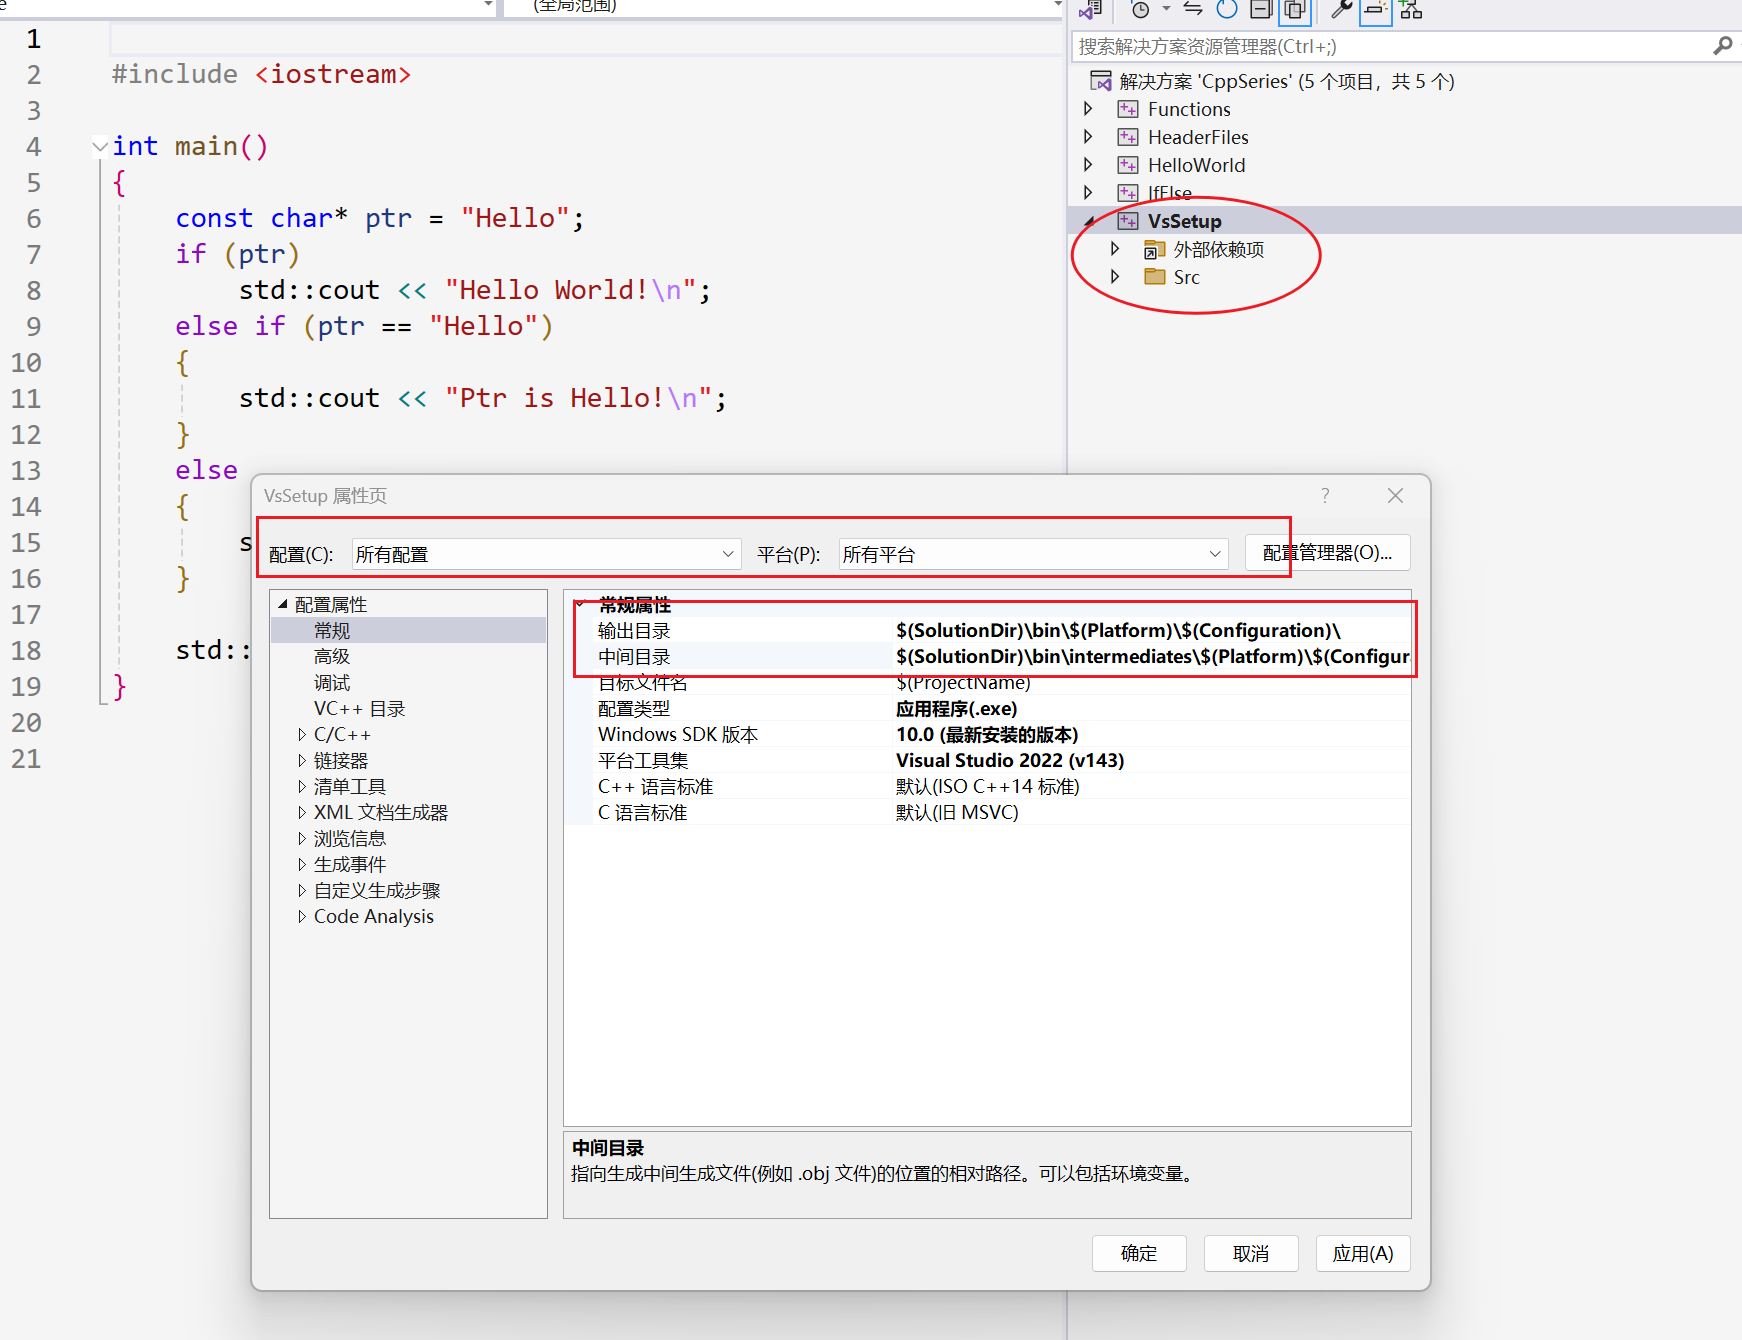 (全局范围)
1
2 #include <iostream>
3
4 int main()
5 {
6 const char* ptr = "Hello";
7 if (ptr)
8 std::cout << "Hello World!\n";
9 else if (ptr == "Hello")
10 {
11 std::cout << "Ptr is Hello!\n";
12 }
13 else
14 {
15 s
16 }
17
18 std::
19 }
20
21
搜索解决方案资源管理器(Ctrl+;)
解决方案 'CppSeries' (5 个项目，共 5 个)
Functions
HeaderFiles
HelloWorld
IfElse
VsSetup
外部依赖项
Src
VsSetup 属性页
?
配置(C): 所有配置 平台(P): 所有平台 配置管理器(O)...
配置属性
常规
高级
调试
VC++ 目录
C/C++
链接器
清单工具
XML 文档生成器
浏览信息
生成事件
自定义生成步骤
Code Analysis
常规属性
输出目录 $(SolutionDir)\bin\$(Platform)\$(Configuration)\
中间目录 $(SolutionDir)\bin\intermediates\$(Platform)\$(Configura
目标文件名 $(ProjectName)
配置类型 应用程序(.exe)
Windows SDK 版本 10.0 (最新安装的版本)
平台工具集 Visual Studio 2022 (v143)
C++ 语言标准 默认(ISO C++14 标准)
C 语言标准 默认(旧 MSVC)
中间目录
指向生成中间生成文件(例如 .obj 文件)的位置的相对路径。可以包括环境变量。
确定 取消 应用(A)